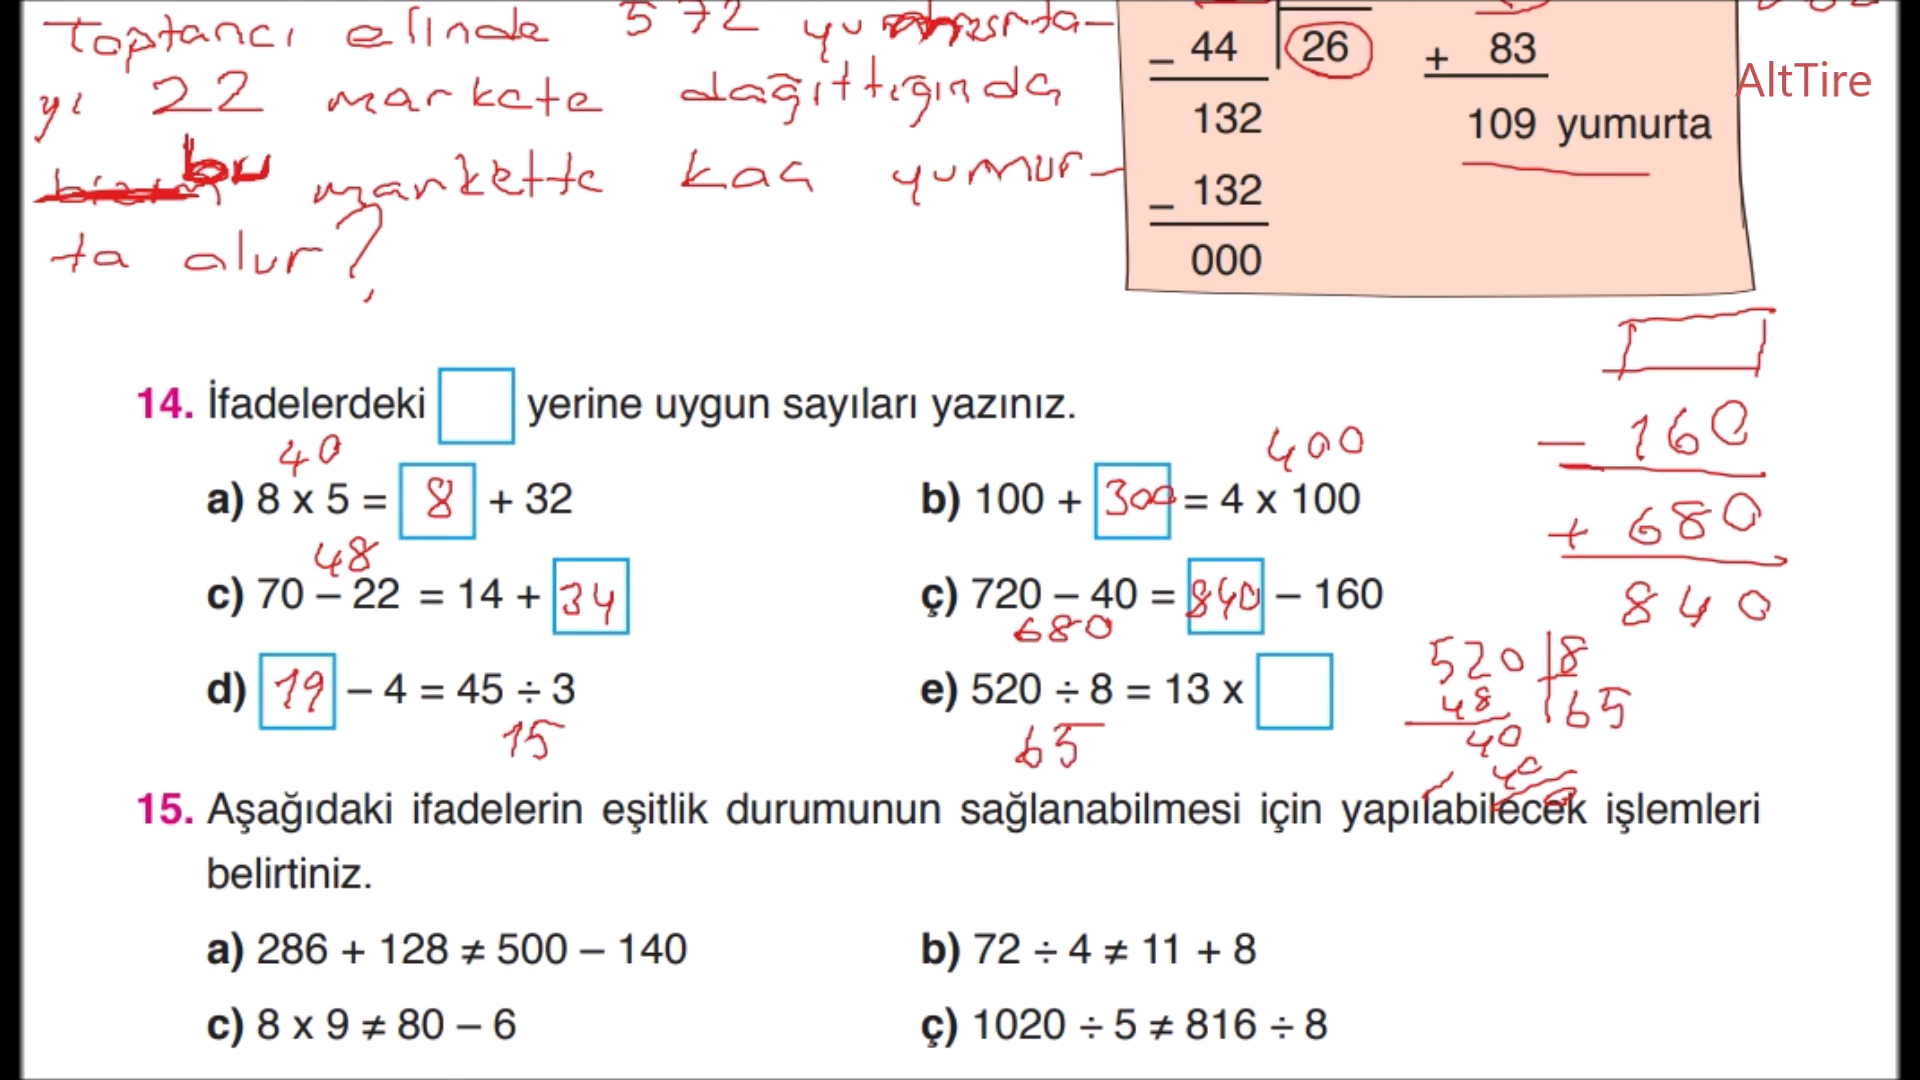 Toptancı elinde 572
yi 22 markete dağıttığında
bu markette kaç yumur-
ta alur?
– 44 26
132
– 132
000
+ 83
109 yumurta
AltTire
14. İfadelerdeki yerine uygun sayıları yazınız.
40
a) 8 x 5 = 8 + 32
400
b) 100 + 300 = 4 x 100
48
c) 70 – 22 = 14 + 34
ç) 720 – 40 = 840 – 160
680
d) 19 – 4 = 45 ÷ 3
15
e) 520 ÷ 8 = 13 x
65
– 160
+ 680
840
520 8
48 65
40
40
15. Aşağıdaki ifadelerin eşitlik durumunun sağlanabilmesi için yapılabilecek işlemleri
belirtiniz.
a) 286 + 128 ≠ 500 – 140
b) 72 ÷ 4 ≠ 11 + 8
c) 8 x 9 ≠ 80 – 6
ç) 1020 ÷ 5 ≠ 816 ÷ 8